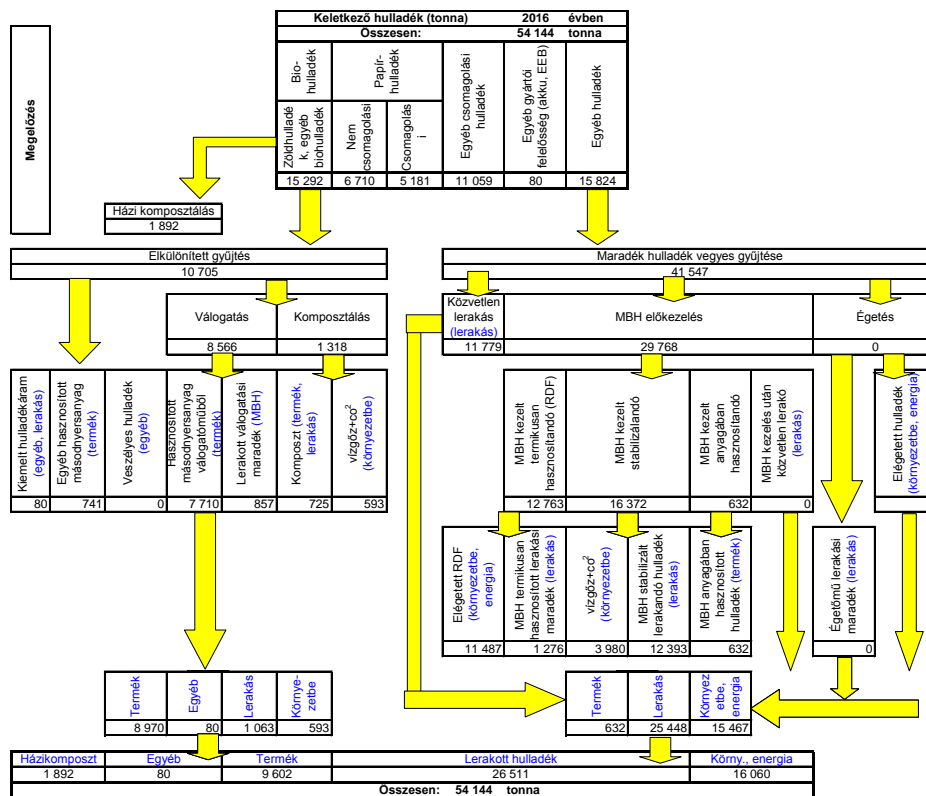 Keletkező hulladék (tonna) 2016 évben
Összesen: 54 144 tonna
Megelőzés
Bio-
hulladék
Papír-
hulladék
Zöldhulladé
k, egyéb
biohulladék
Nem
csomagolási
Csomagolás
i
Egyéb csomagolási
hulladék
Egyéb gyártói
felelősség (akku, EEB)
Egyéb hulladék
15 292 6 710 5 181 11 059 80 15 824
Házi komposztálás
1 892
Elkülönített gyűjtés
10 705
Maradék hulladék vegyes gyűjtése
41 547
Válogatás
8 566
Komposztálás
1 318
Közvetlen
lerakás
(lerakás)
11 779
MBH előkezelés
29 768
Égetés
0
Kiemelt hulladékáram
(egyéb, lerakás)
80
Egyéb hasznosított
másodnyersanyag
(termék)
741
Veszélyes hulladék
(egyéb)
0
Hasznosított
másodnyersanyag
válogatóműből
(termék)
7 710
Lerakott válogatási
maradék (MBH)
857
Komposzt (termék,
lerakás)
725
vízgőz+co²
(környezetbe)
593
MBH kezelt
termikusan
hasznosítandó (RDF)
12 763
MBH kezelt
stabilizálandó
16 372
MBH kezelt
anyagában
hasznosítandó
632
MBH kezelés után
közvetlen lerakó
(lerakás)
0
Elégetett hulladék
(környezetbe, energia)
0
Elégetett RDF
(környezetbe,
energia)
11 487
MBH termikusan
hasznosított lerakási
maradék (lerakás)
1 276
vízgőz+co²
(környezetbe)
3 980
MBH stabilizált
lerakandó hulladék
(lerakás)
12 393
MBH anyagában
hasznosított
hulladék (termék)
632
Égetőmű lerakási
maradék (lerakás)
0
Termék
8 970
Egyéb
80
Lerakás
1 063
Környe-
zetbe
593
Termék
632
Lerakás
25 448
Környez
etbe,
energia
15 467
Házikomposzt Egyéb Termék Lerakott hulladék Körny., energia
1 892 80 9 602 26 511 16 060
Összesen: 54 144 tonna